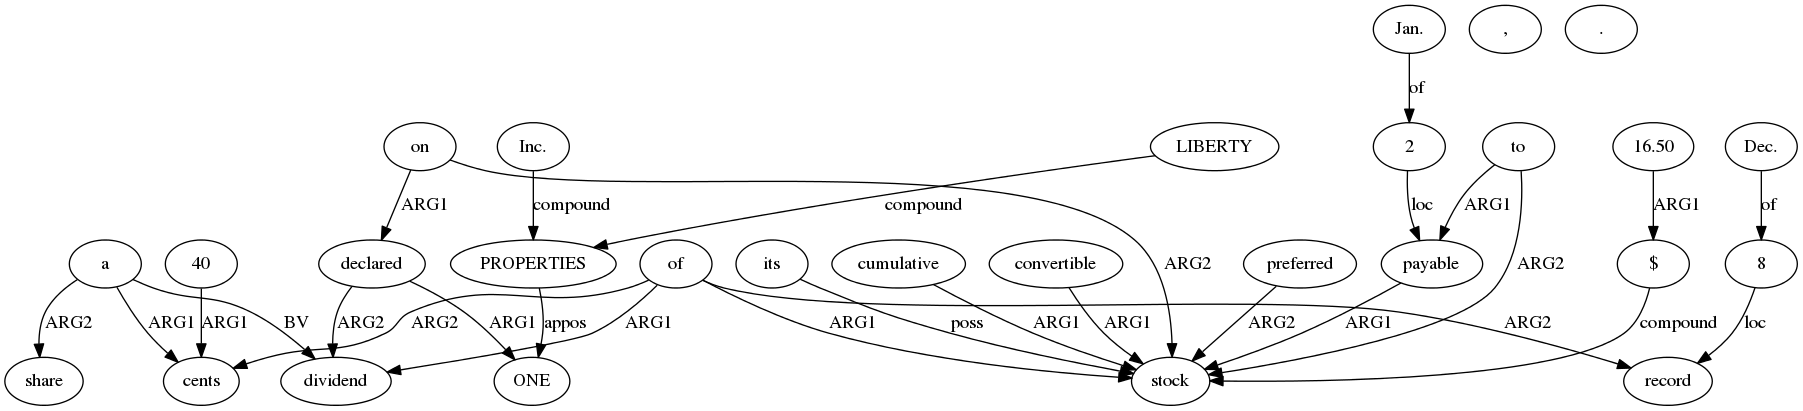 Jan. , .
of
on Inc. LIBERTY 2 to 16.50 Dec.
ARG1 compound compound loc ARG1 ARG1 of
ARG2 ARG2
a 40 declared PROPERTIES of its cumulative convertible preferred payable $ 8
ARG2 ARG1 ARG1 BV ARG2 ARG2 ARG1 appos ARG1 ARG1 poss ARG1 ARG1 ARG2 ARG1 ARG2 compound loc
share cents dividend ONE stock record